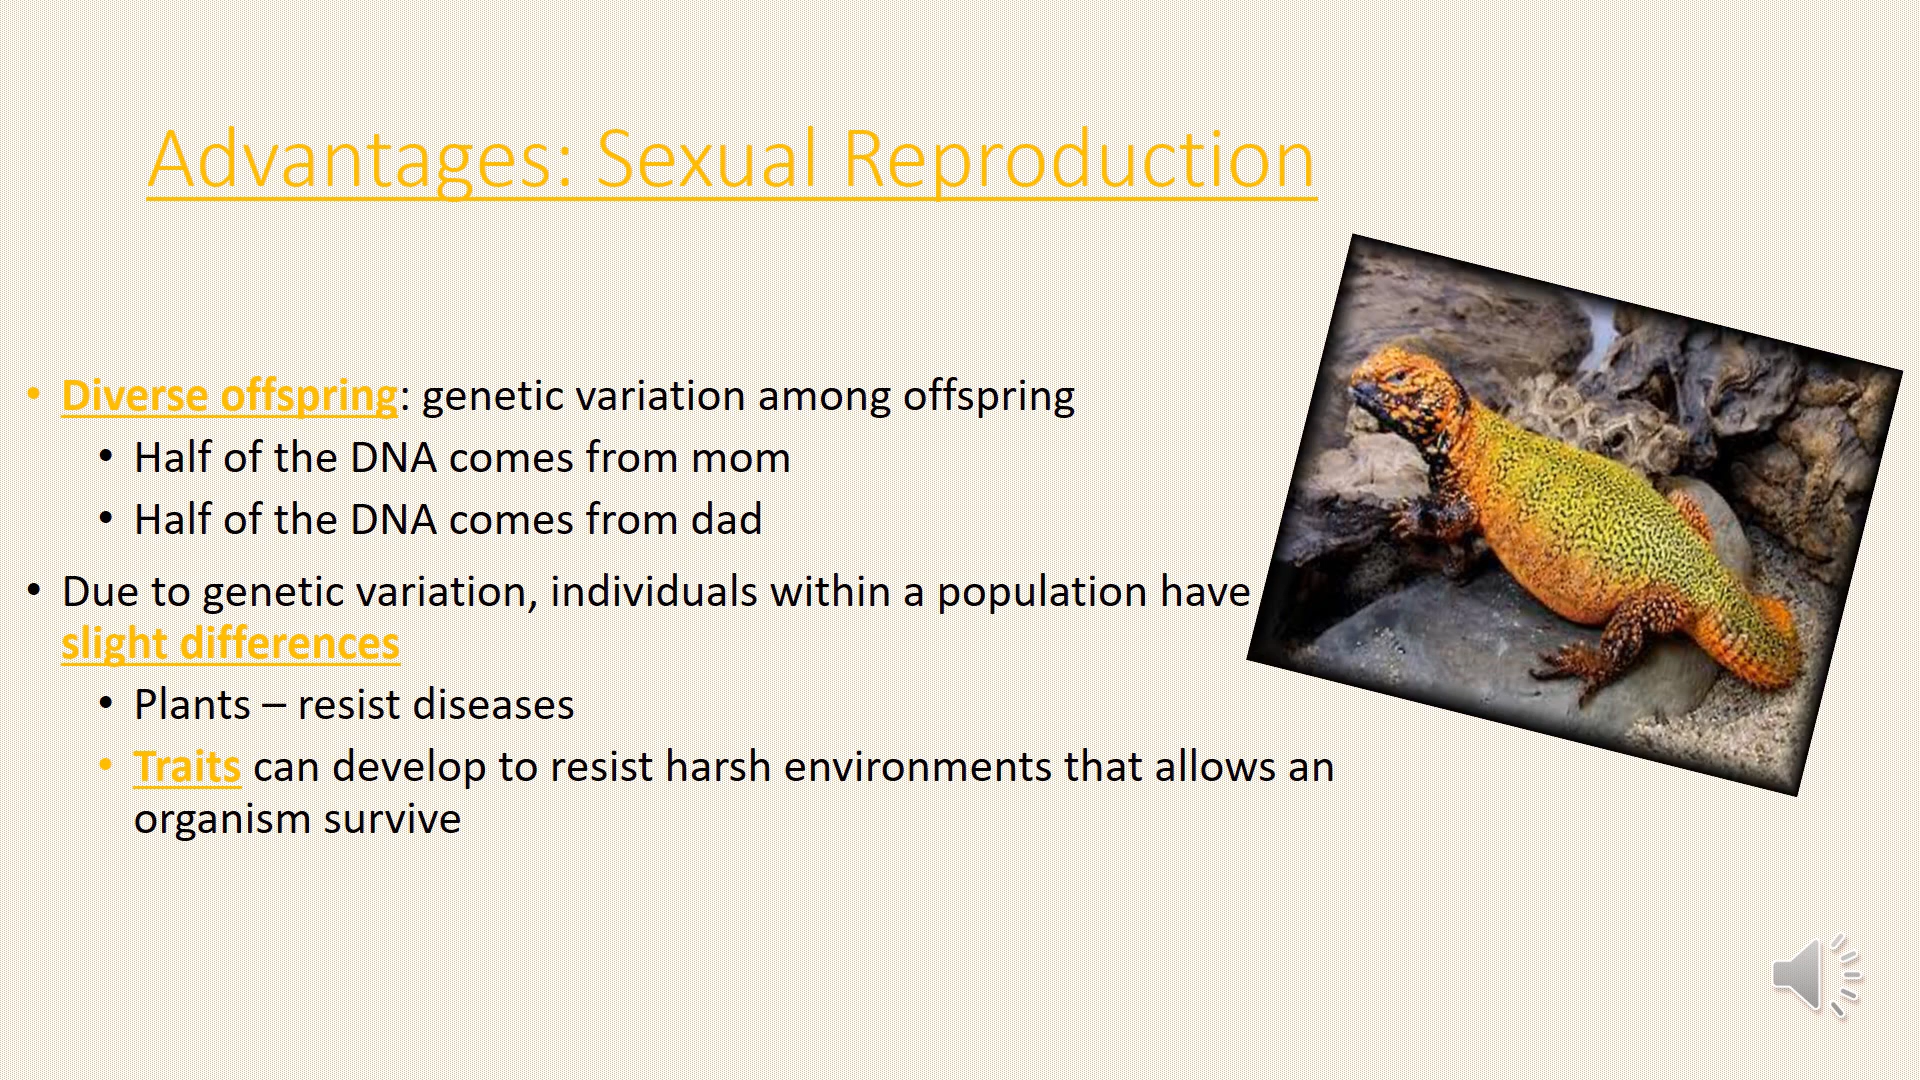 Advantages: Sexual Reproduction
• Diverse offspring: genetic variation among offspring
• Half of the DNA comes from mom
• Half of the DNA comes from dad
• Due to genetic variation, individuals within a population have
slight differences
• Plants – resist diseases
• Traits can develop to resist harsh environments that allows an
organism survive